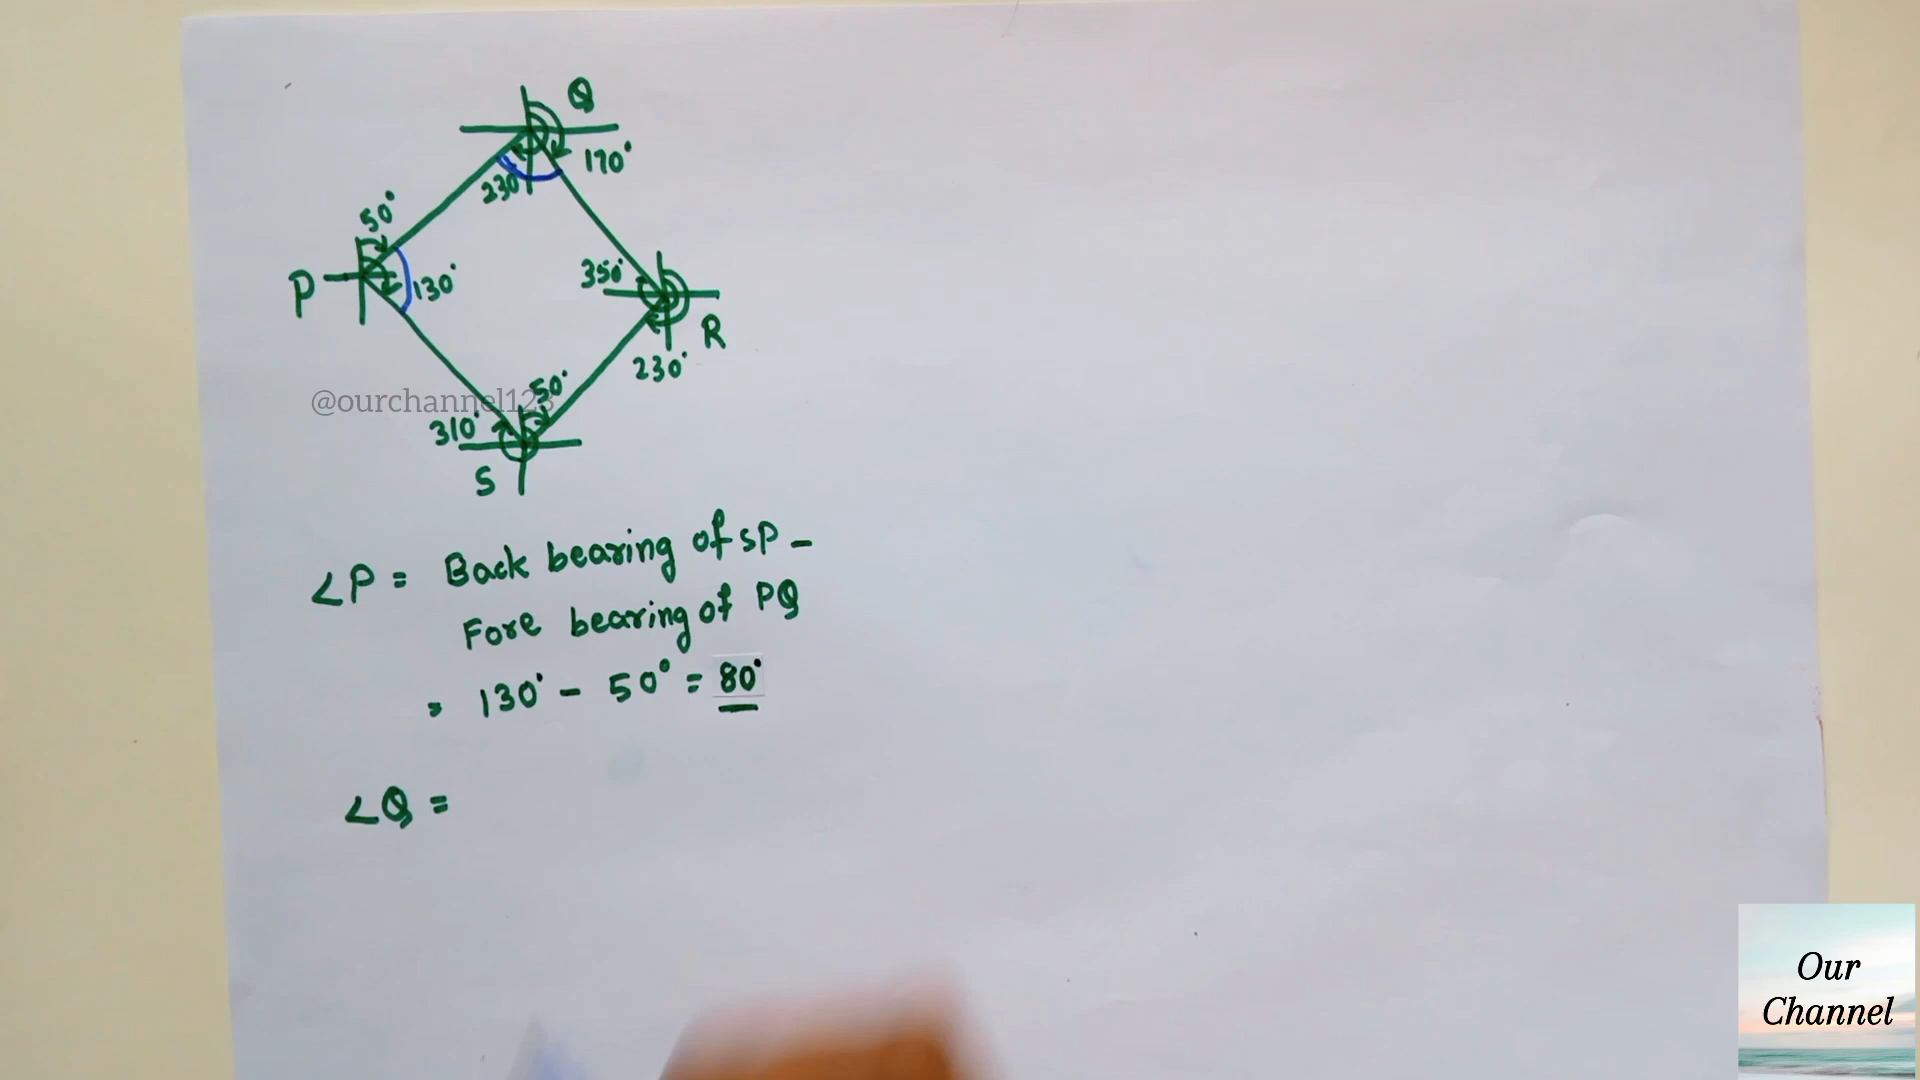 Q
170°
230
50°
P
130°
350°
R
230°
50°
@ourchannel123
310°
S
∠P = Back bearing of SP -
Fore bearing of PQ
= 130° - 50° = 80°
∠Q =
Our
Channel